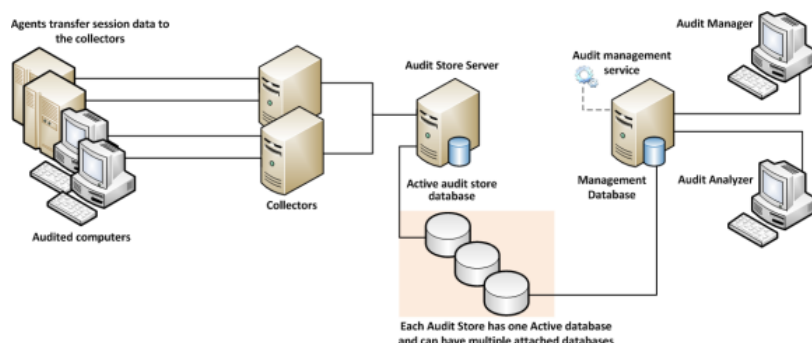 Agents transfer session data to
the collectors
Audited computers
Collectors
Audit Store Server
Active audit store
database
Each Audit Store has one Active database
and can have multiple attached databases
Audit management
service
Management
Database
Audit Manager
Audit Analyzer